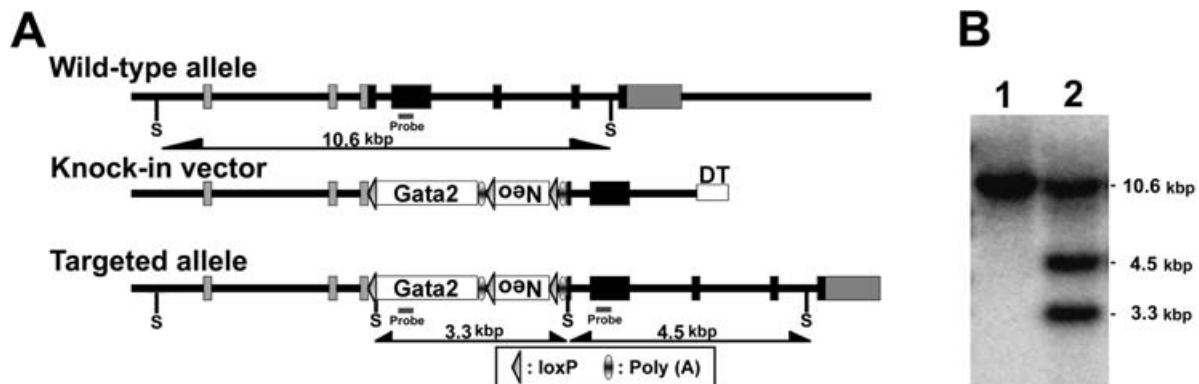 A
B
Wild-type allele
S
Probe
S
10.6 kbp
Knock-in vector
Gata2
Neo
DT
Targeted allele
S
S
Gata2
Neo
Probe
S
Probe
S
3.3 kbp
4.5 kbp
: loxP : Poly (A)
1 2
- 10.6 kbp
- 4.5 kbp
- 3.3 kbp